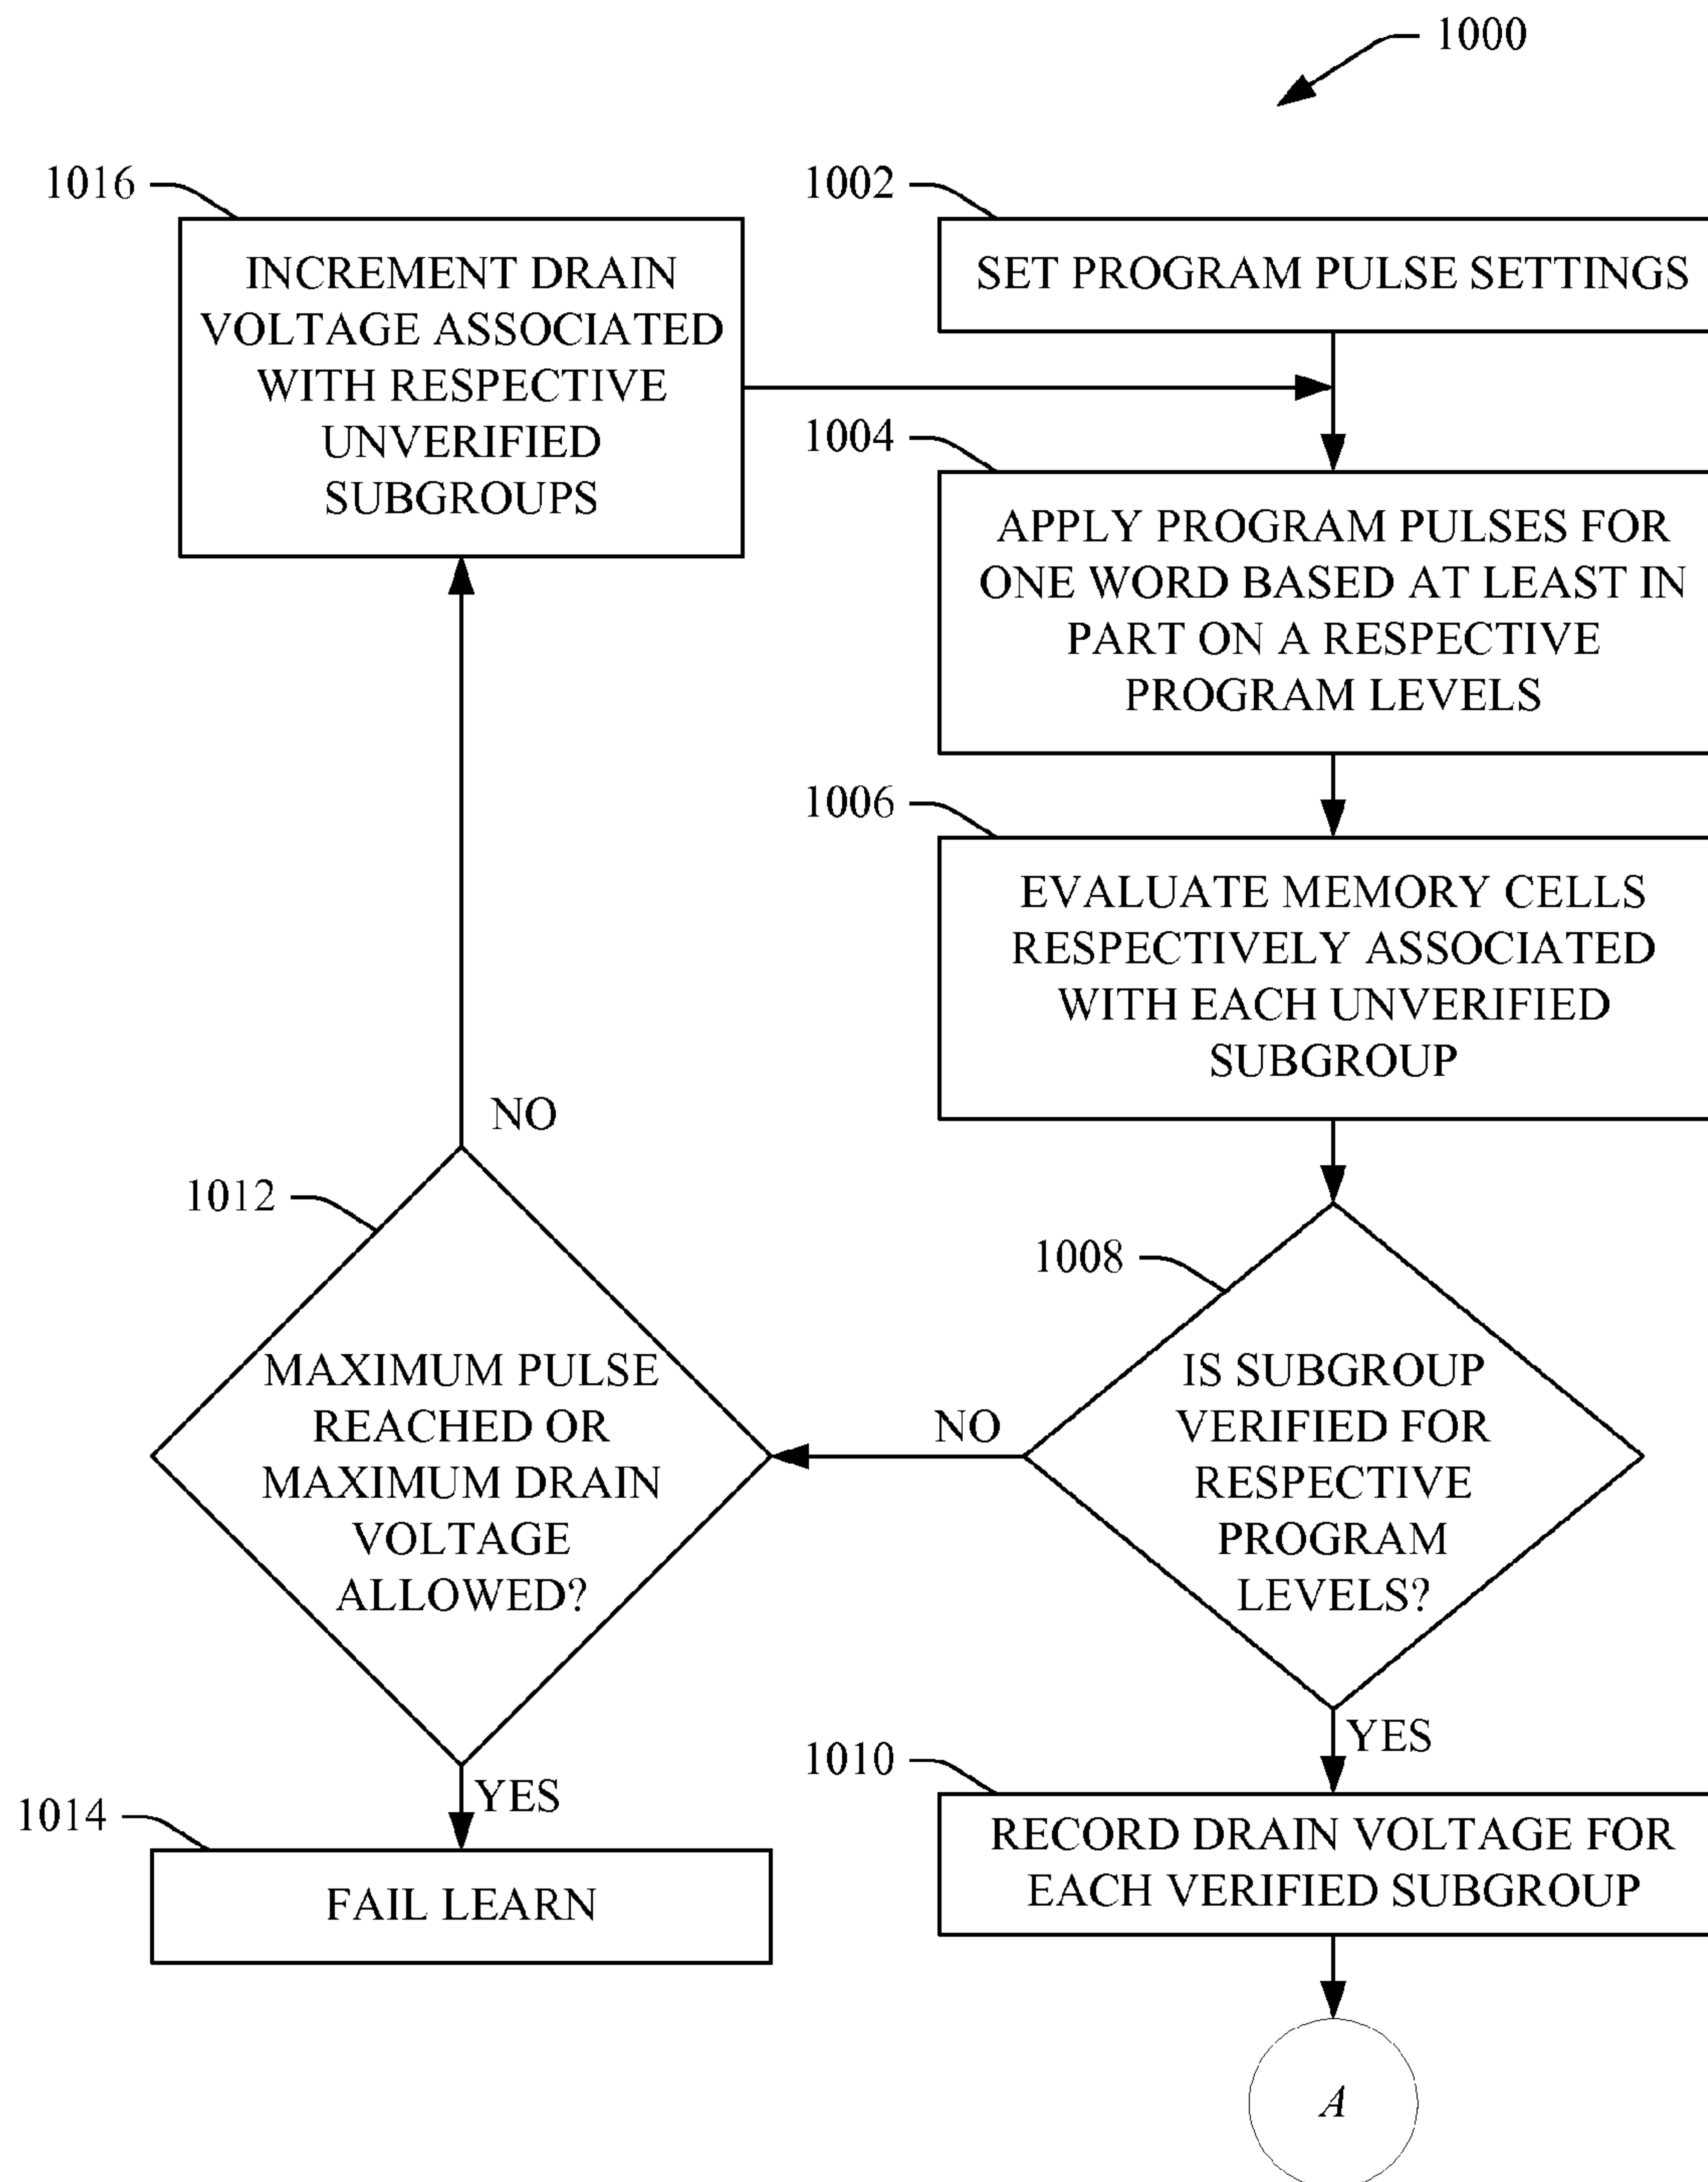 1000
1016
INCREMENT DRAIN
VOLTAGE ASSOCIATED
WITH RESPECTIVE
UNVERIFIED
SUBGROUPS
1002
SET PROGRAM PULSE SETTINGS
1004
APPLY PROGRAM PULSES FOR
ONE WORD BASED AT LEAST IN
PART ON A RESPECTIVE
PROGRAM LEVELS
1006
EVALUATE MEMORY CELLS
RESPECTIVELY ASSOCIATED
WITH EACH UNVERIFIED
SUBGROUP
1008
IS SUBGROUP
VERIFIED FOR
RESPECTIVE
PROGRAM
LEVELS?
NO
YES
1012
MAXIMUM PULSE
REACHED OR
MAXIMUM DRAIN
VOLTAGE
ALLOWED?
NO
YES
1014
FAIL LEARN
1010
RECORD DRAIN VOLTAGE FOR
EACH VERIFIED SUBGROUP
A